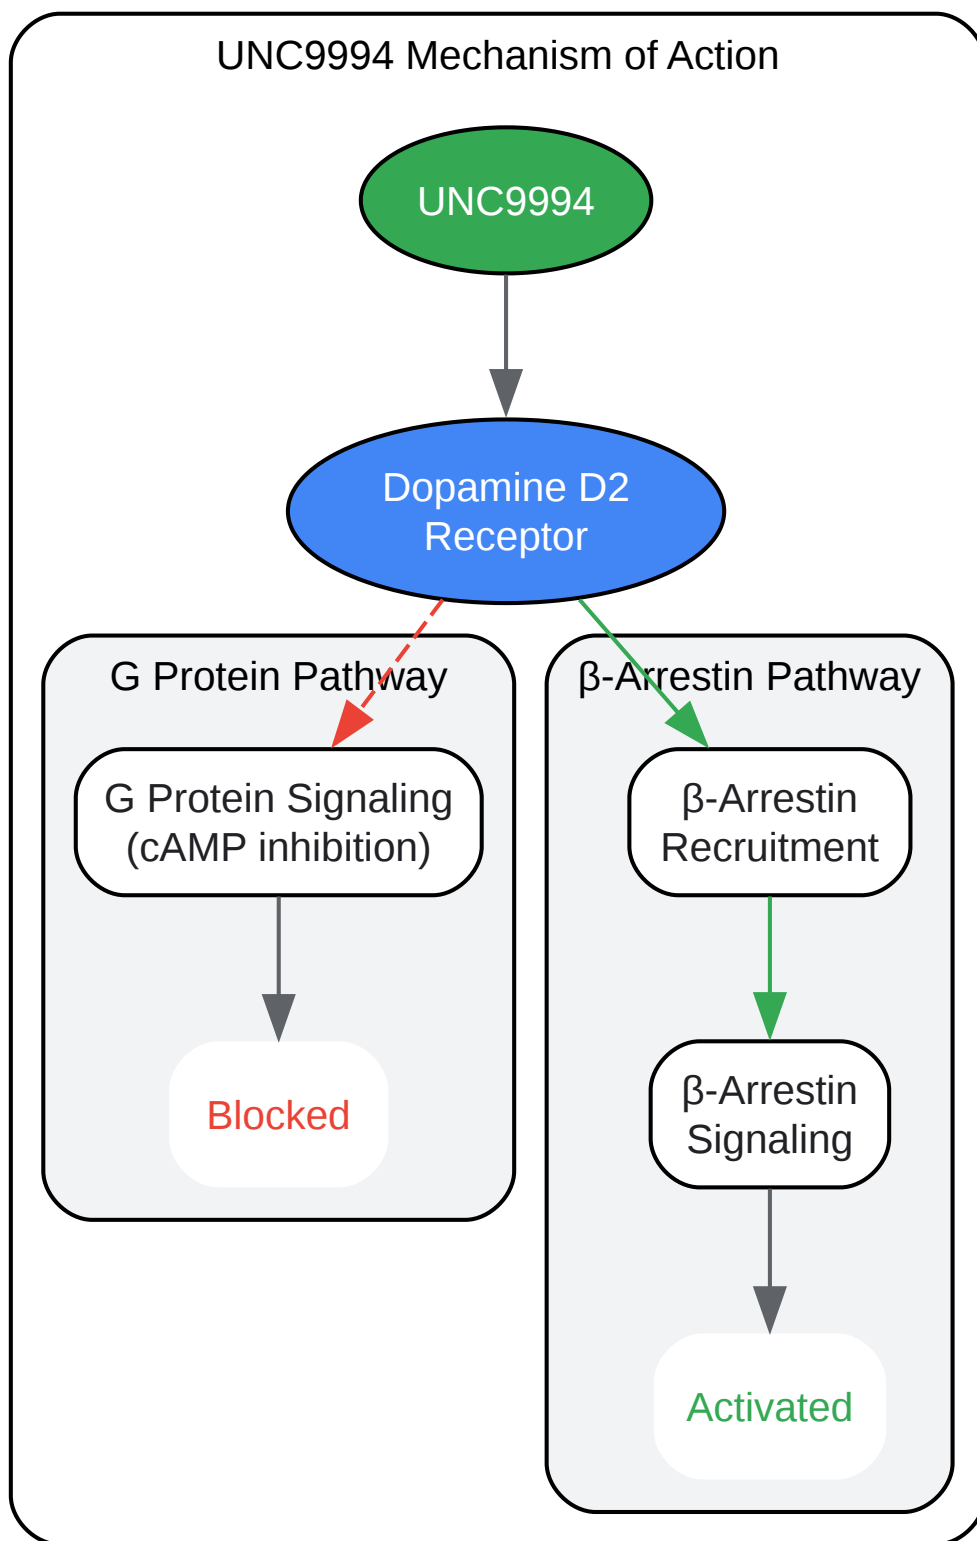 UNC9994 Mechanism of Action
UNC9994
Dopamine D2
Receptor
G Protein Pathway
G Protein Signaling
(cAMP inhibition)
Blocked
β-Arrestin Pathway
β-Arrestin
Recruitment
β-Arrestin
Signaling
Activated